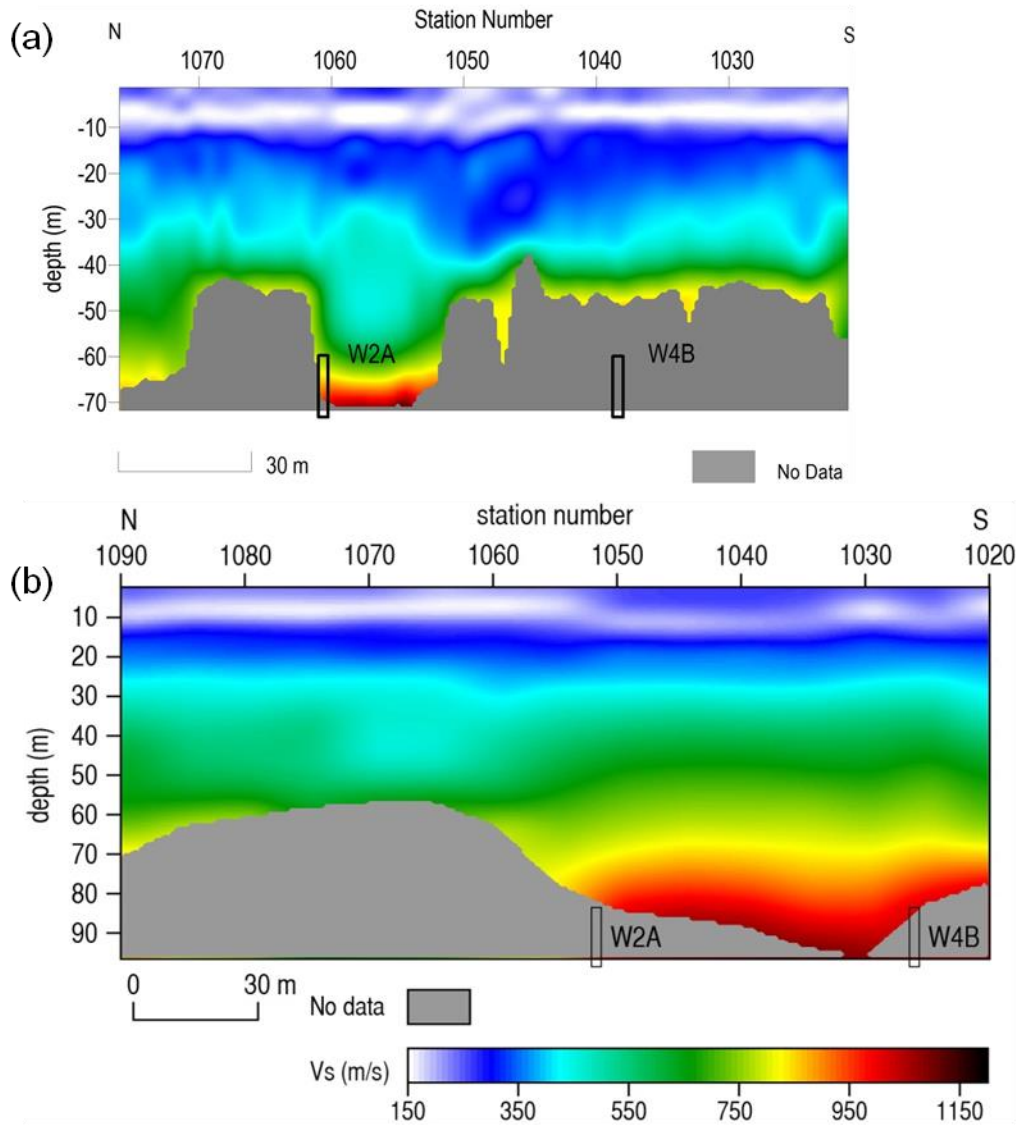 (a)
Station Number
N
S
1070 1060 1050 1040 1030
-10
-20
-30
-40
-50
-60
-70
depth (m)
W2A
W4B
30 m
No Data
(b)
station number
N
S
1090 1080 1070 1060 1050 1040 1030 1020
10
20
30
40
50
60
70
80
90
depth (m)
W2A
W4B
0 30 m
No data
Vs (m/s)
150 350 550 750 950 1150